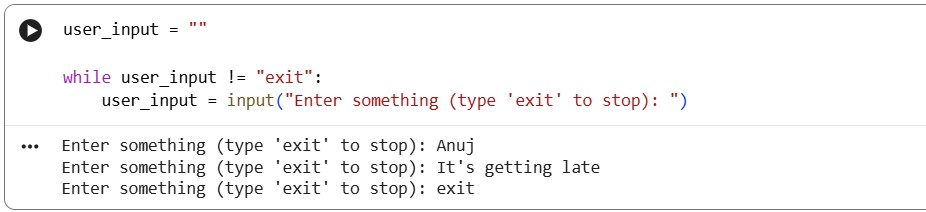 user_input = ""
while user_input != "exit":
    user_input = input("Enter something (type 'exit' to stop): ")
Enter something (type 'exit' to stop): Anuj
Enter something (type 'exit' to stop): It's getting late
Enter something (type 'exit' to stop): exit